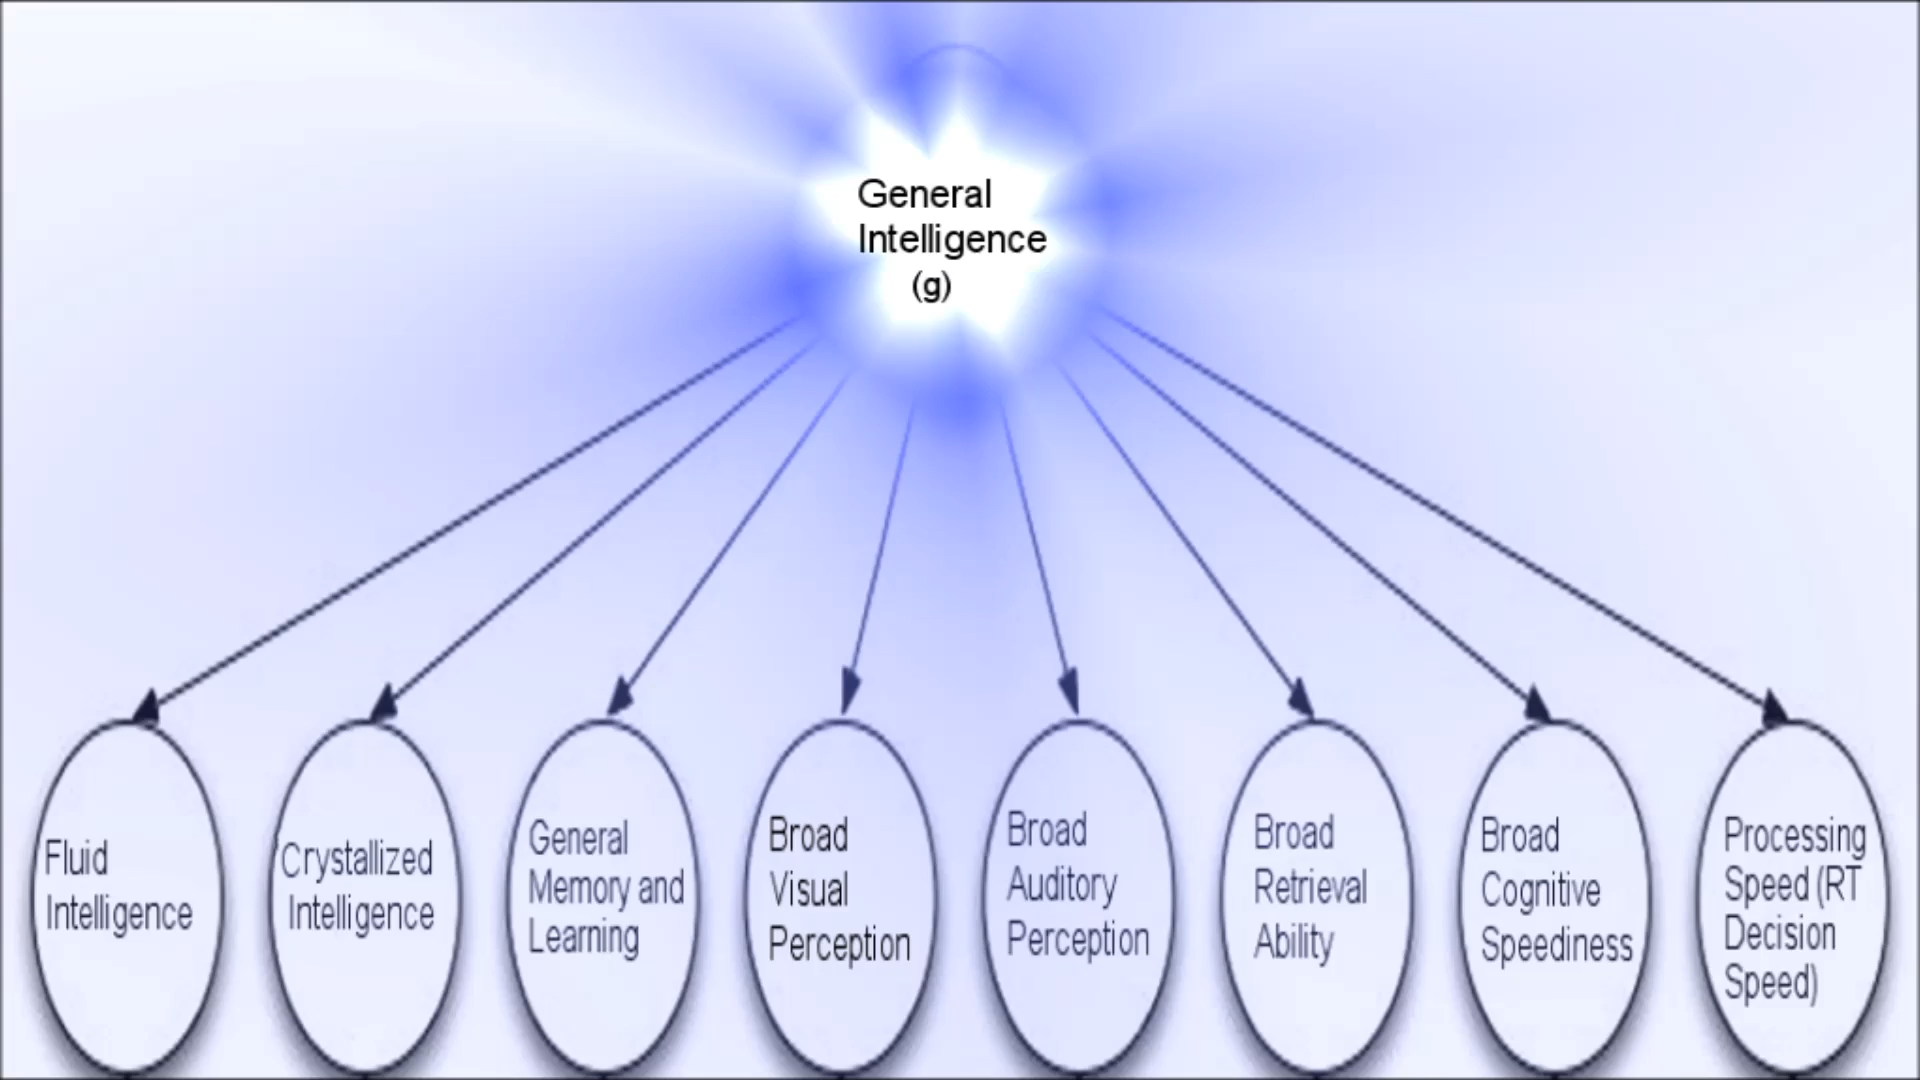 General
Intelligence
(g)
Fluid
Intelligence
Crystallized
Intelligence
General
Memory and
Learning
Broad
Visual
Perception
Broad
Auditory
Perception
Broad
Retrieval
Ability
Broad
Cognitive
Speediness
Processing
Speed (RT
Decision
Speed)